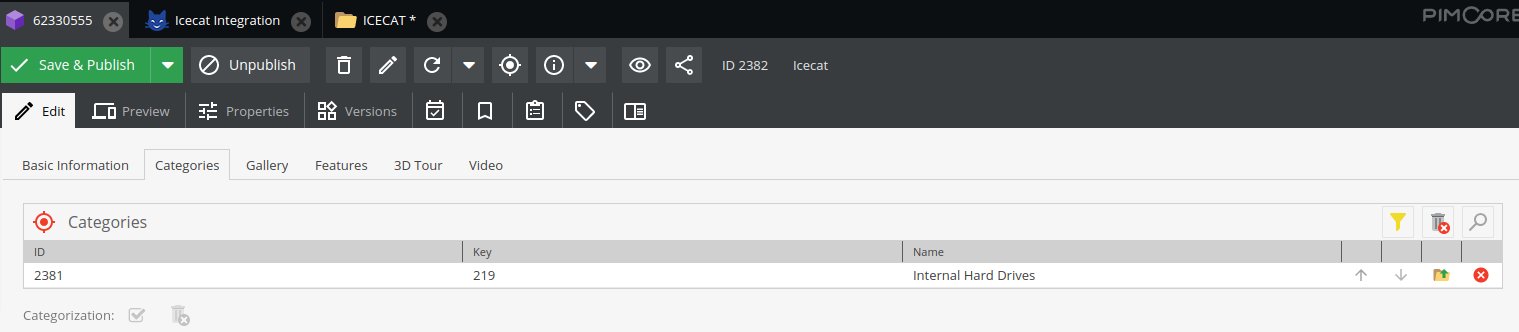 62330555 Icecat Integration ICECAT * PIMCORE
Save & Publish Unpublish ID 2382 Icecat
Edit Preview Properties Versions
Basic Information Categories Gallery Features 3D Tour Video
Categories
ID Key Name
2381 219 Internal Hard Drives
Categorization: